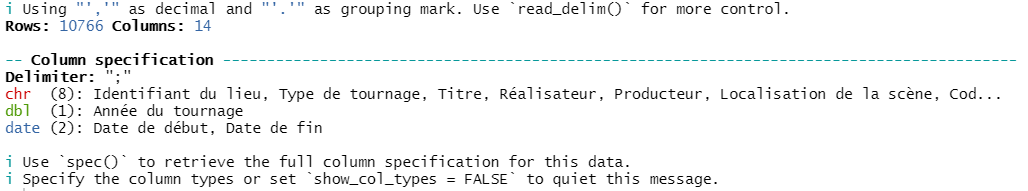 i Using "','" as decimal and "'.'" as grouping mark. Use `read_delim()` for more control.
Rows: 10766 Columns: 14
-- Column specification ------------------------------------------------------------------------------------------
Delimiter: ";"
chr  (8): Identifiant du lieu, Type de tournage, Titre, Réalisateur, Producteur, Localisation de la scène, Cod...
dbl  (1): Année du tournage
date (2): Date de début, Date de fin
i Use `spec()` to retrieve the full column specification for this data.
i Specify the column types or set `show_col_types = FALSE` to quiet this message.